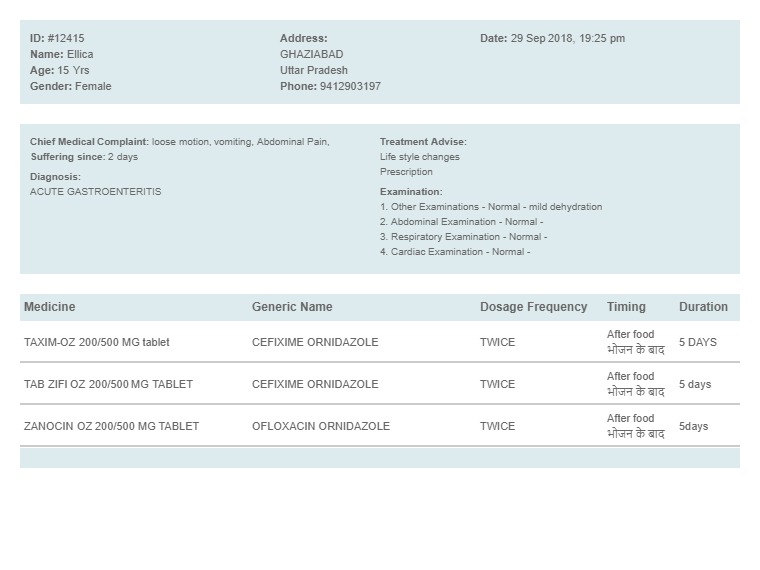 ID: #12415
Name: Ellica
Age: 15 Yrs
Gender: Female
Address:
GHAZIABAD
Uttar Pradesh
Phone: 9412903197
Date: 29 Sep 2018, 19:25 pm
Chief Medical Complaint: loose motion, vomiting, Abdominal Pain,
Suffering since: 2 days
Diagnosis:
ACUTE GASTROENTERITIS
Treatment Advise:
Life style changes
Prescription
Examination:
1. Other Examinations - Normal - mild dehydration
2. Abdominal Examination - Normal -
3. Respiratory Examination - Normal -
4. Cardiac Examination - Normal -
Medicine Generic Name Dosage Frequency Timing Duration
TAXIM-OZ 200/500 MG tablet CEFIXIME ORNIDAZOLE TWICE After food 5 DAYS
भोजन के बाद
TAB ZIFI OZ 200/500 MG TABLET CEFIXIME ORNIDAZOLE TWICE After food 5 days
भोजन के बाद
ZANOCIN OZ 200/500 MG TABLET OFLOXACIN ORNIDAZOLE TWICE After food 5days
भोजन के बाद